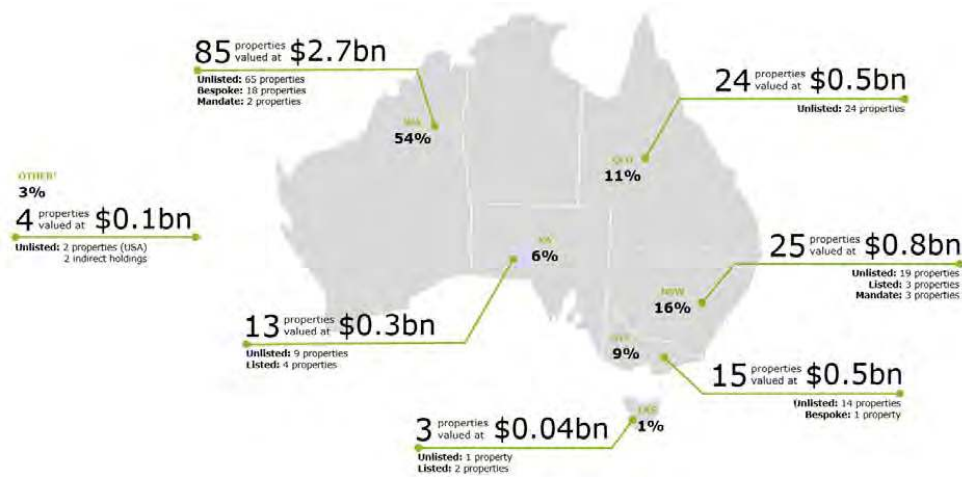 85 properties valued at $2.7bn
Unlisted: 65 properties
Bespoke: 18 properties
Mandate: 2 properties
WA
54%
24 properties valued at $0.5bn
Unlisted: 24 properties
QLD
11%
OTHER¹
3%
4 properties valued at $0.1bn
Unlisted: 2 properties (USA)
2 indirect holdings
SA
6%
25 properties valued at $0.8bn
Unlisted: 19 properties
Listed: 3 properties
Mandate: 3 properties
NSW
16%
13 properties valued at $0.3bn
Unlisted: 9 properties
Listed: 4 properties
9%
15 properties valued at $0.5bn
Unlisted: 14 properties
Bespoke: 1 property
TAS
1%
3 properties valued at $0.04bn
Unlisted: 1 property
Listed: 2 properties